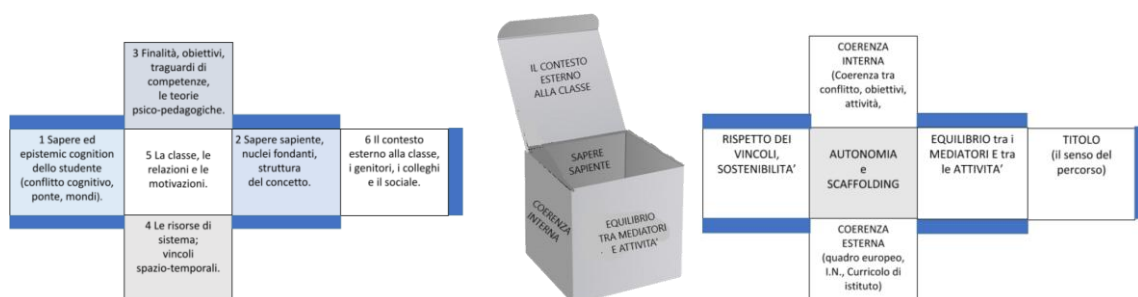 3 Finalità, obiettivi,
traguardi di
competenze,
le teorie
psico-pedagogiche.
1 Sapere ed
epistemic cognition
dello studente
(conflitto cognitivo,
ponte, mondi).
5 La classe, le
relazioni e le
motivazioni.
2 Sapere sapiente,
nuclei fondanti,
struttura
del concetto.
6 Il contesto
esterno alla classe,
i genitori, i colleghi
e il sociale.
4 Le risorse di
sistema;
vincoli
spazio-temporali.
IL CONTESTO
ESTERNO
ALLA CLASSE
SAPERE
SAPIENTE
COERENZA
INTERNA
EQUILIBRIO
TRA MEDIATORI
E ATTIVITA'
COERENZA
INTERNA
(Coerenza tra
conflitto, obiettivi,
attività,
RISPETTO DEI
VINCOLI,
SOSTENIBILITA'
AUTONOMIA
e
SCAFFOLDING
EQUILIBRIO tra i
MEDIATORI E tra
le ATTIVITA'
TITOLO
(il senso del
percorso)
COERENZA
ESTERNA
(quadro europeo,
I.N., Curricolo di
istituto)